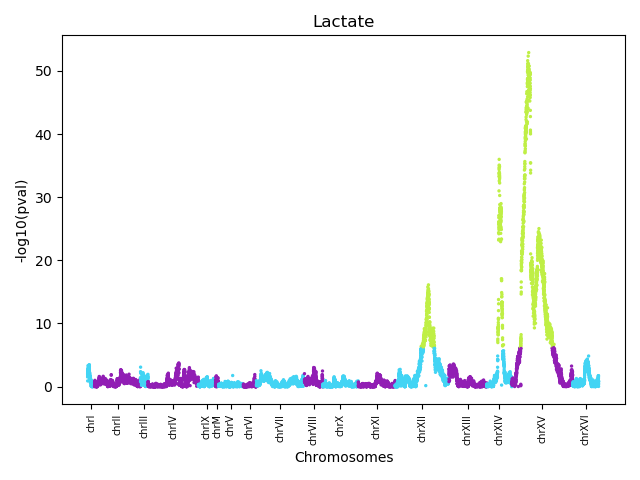 Lactate
-log10(pval)
50
40
30
20
10
0
chrI
chrII
chrIII
chrIV
chrIX
chrM
chrV
chrVI
chrVII
chrVIII
chrX
chrXI
chrXII
chrXIII
chrXIV
chrXV
chrXVI
Chromosomes